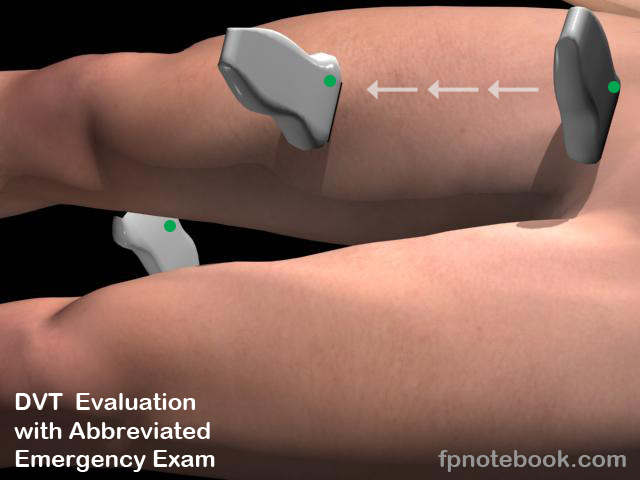 DVT  Evaluation
with Abbreviated
Emergency Exam
fpnotebook.com